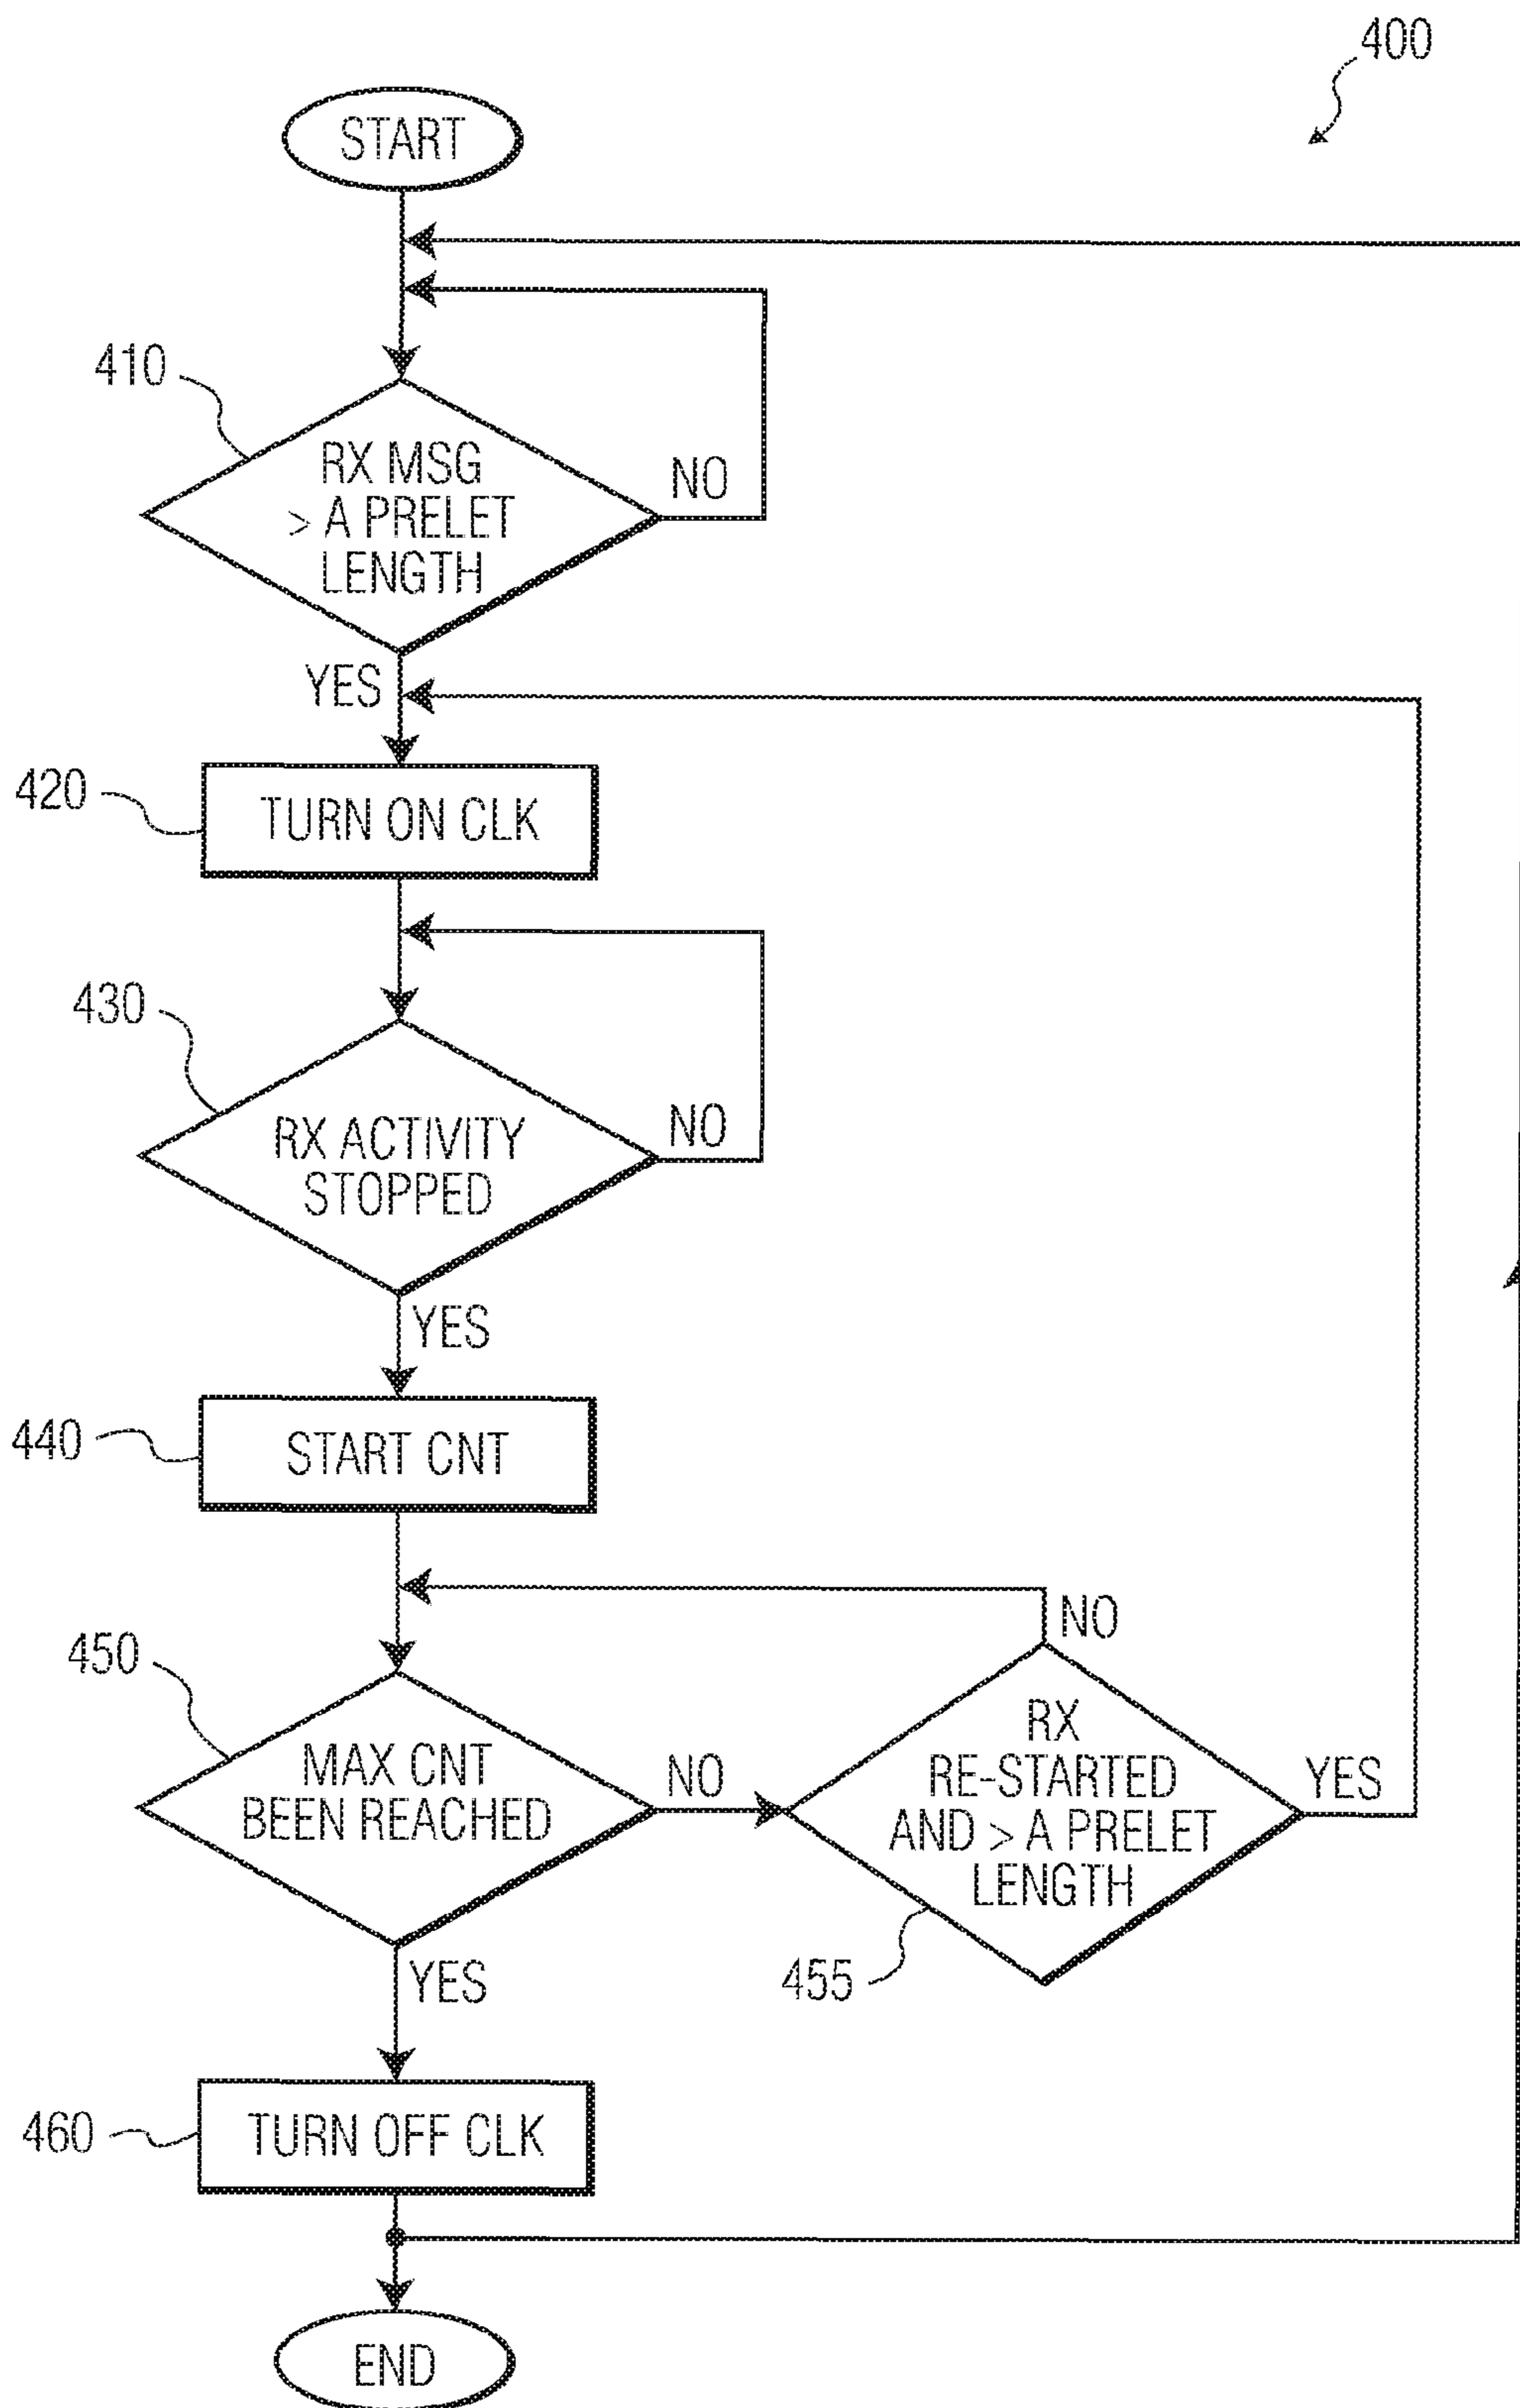 400
START
410
RX MSG
> A PRELET
LENGTH
NO
YES
420
TURN ON CLK
430
RX ACTIVITY
STOPPED
NO
YES
440
START CNT
450
MAX CNT
BEEN REACHED
NO
NO
RX
RE-STARTED
AND > A PRELET
LENGTH
YES
455
YES
460
TURN OFF CLK
END